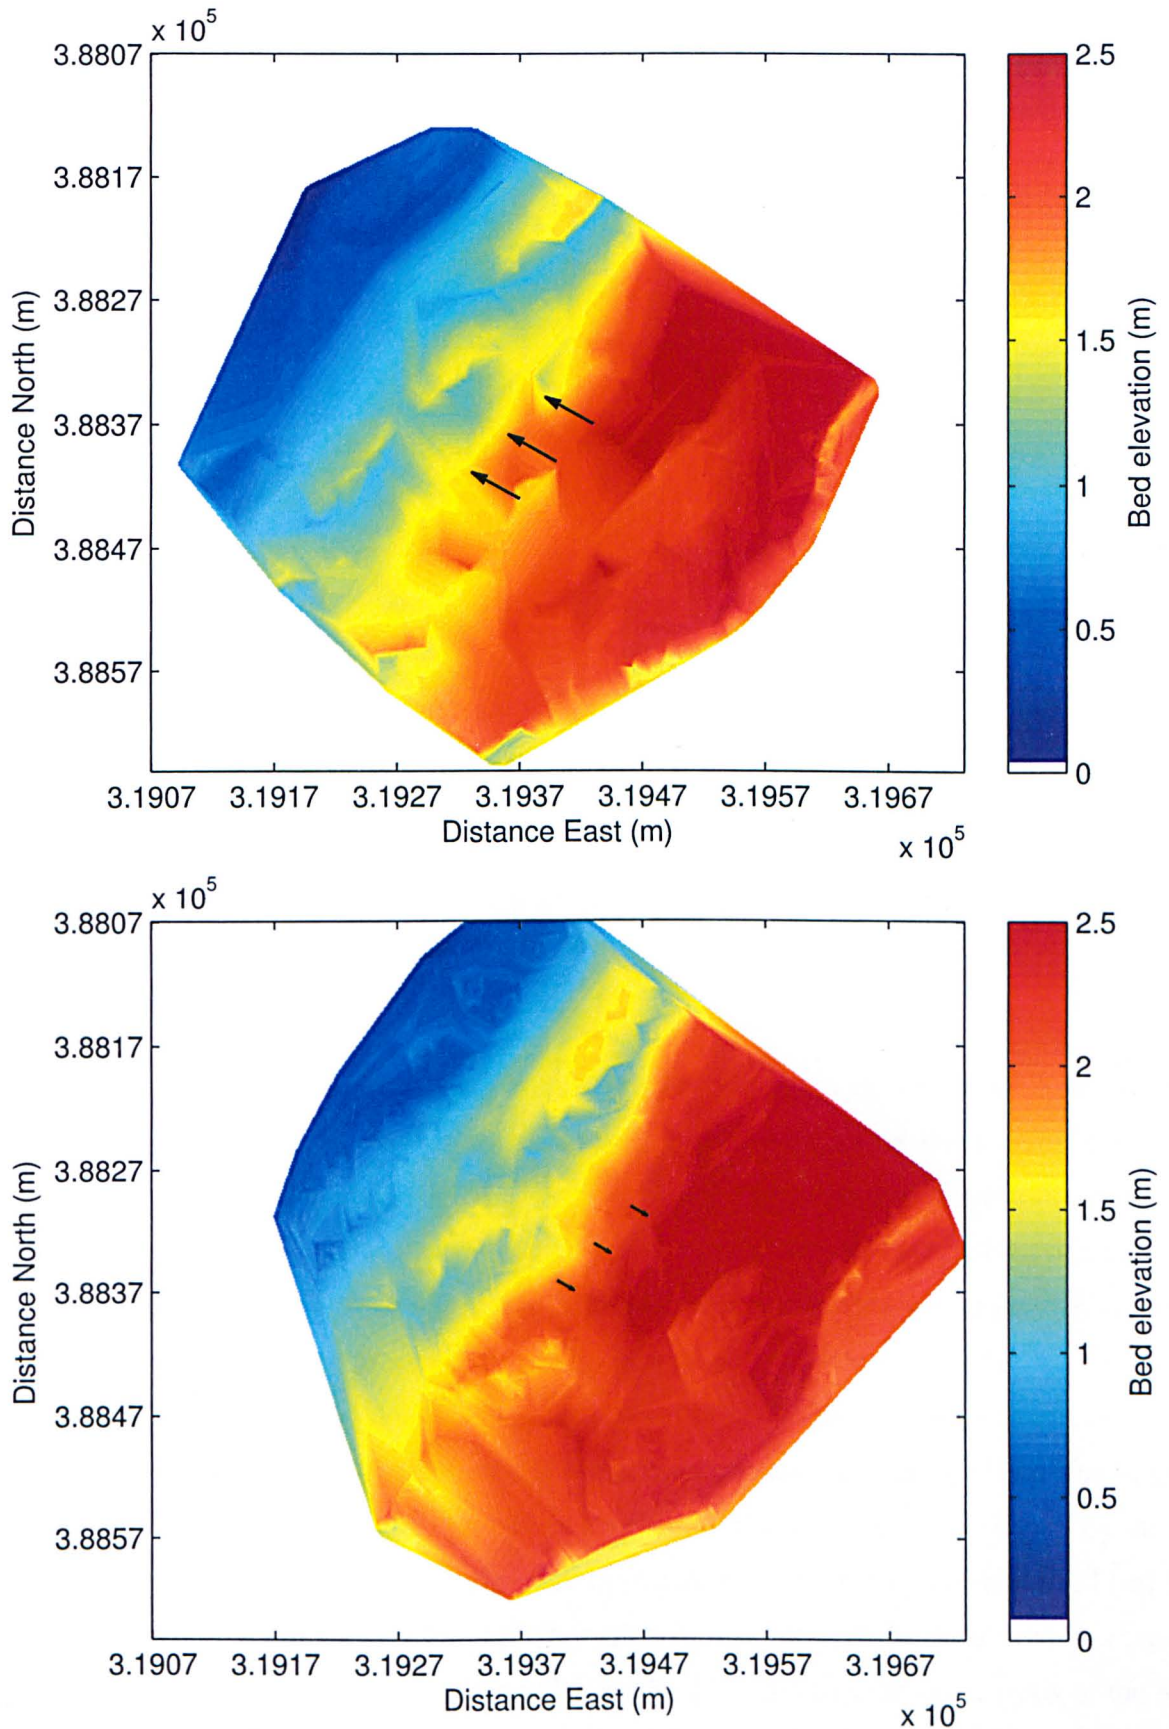 x 10^5
3.8807
3.8817
3.8827
3.8837
3.8847
3.8857
Distance North (m)
3.1907 3.1917 3.1927 3.1937 3.1947 3.1957 3.1967
Distance East (m)
x 10^5
2.5
2
1.5
1
0.5
0
Bed elevation (m)
x 10^5
3.8807
3.8817
3.8827
3.8837
3.8847
3.8857
Distance North (m)
3.1907 3.1917 3.1927 3.1937 3.1947 3.1957 3.1967
Distance East (m)
x 10^5
2.5
2
1.5
1
0.5
0
Bed elevation (m)